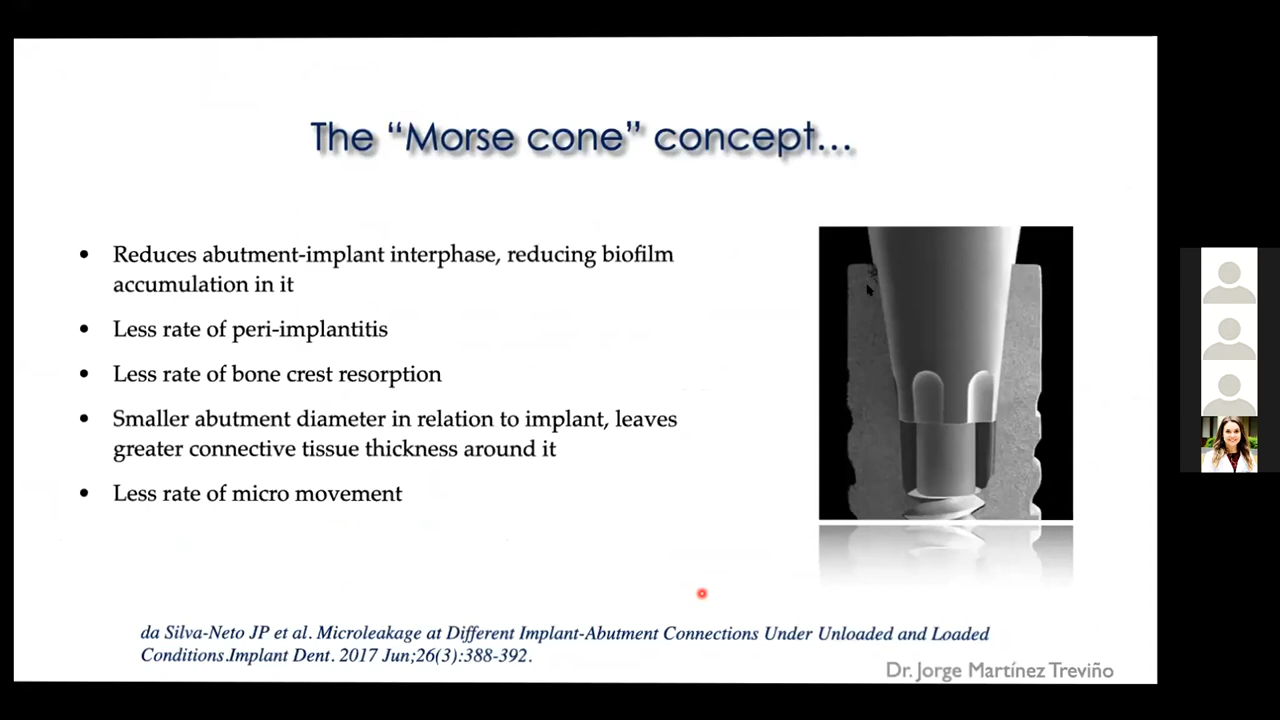 The “Morse cone” concept...
• Reduces abutment-implant interphase, reducing biofilm
accumulation in it
• Less rate of peri-implantitis
• Less rate of bone crest resorption
• Smaller abutment diameter in relation to implant, leaves
greater connective tissue thickness around it
• Less rate of micro movement
da Silva-Neto JP et al. Microleakage at Different Implant-Abutment Connections Under Unloaded and Loaded
Conditions.Implant Dent. 2017 Jun;26(3):388-392.
Dr. Jorge Martínez Treviño